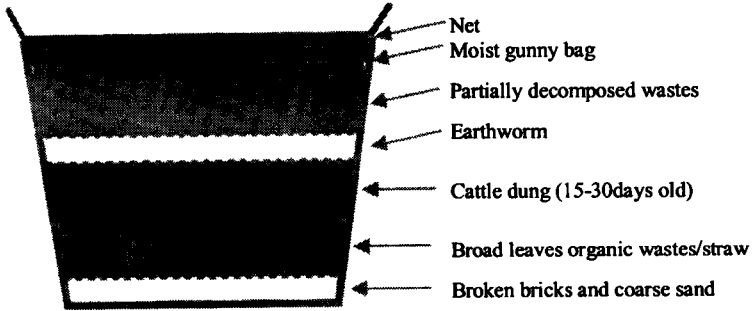 Net
Moist gunny bag
Partially decomposed wastes
Earthworm
Cattle dung (15-30days old)
Broad leaves organic wastes/straw
Broken bricks and coarse sand